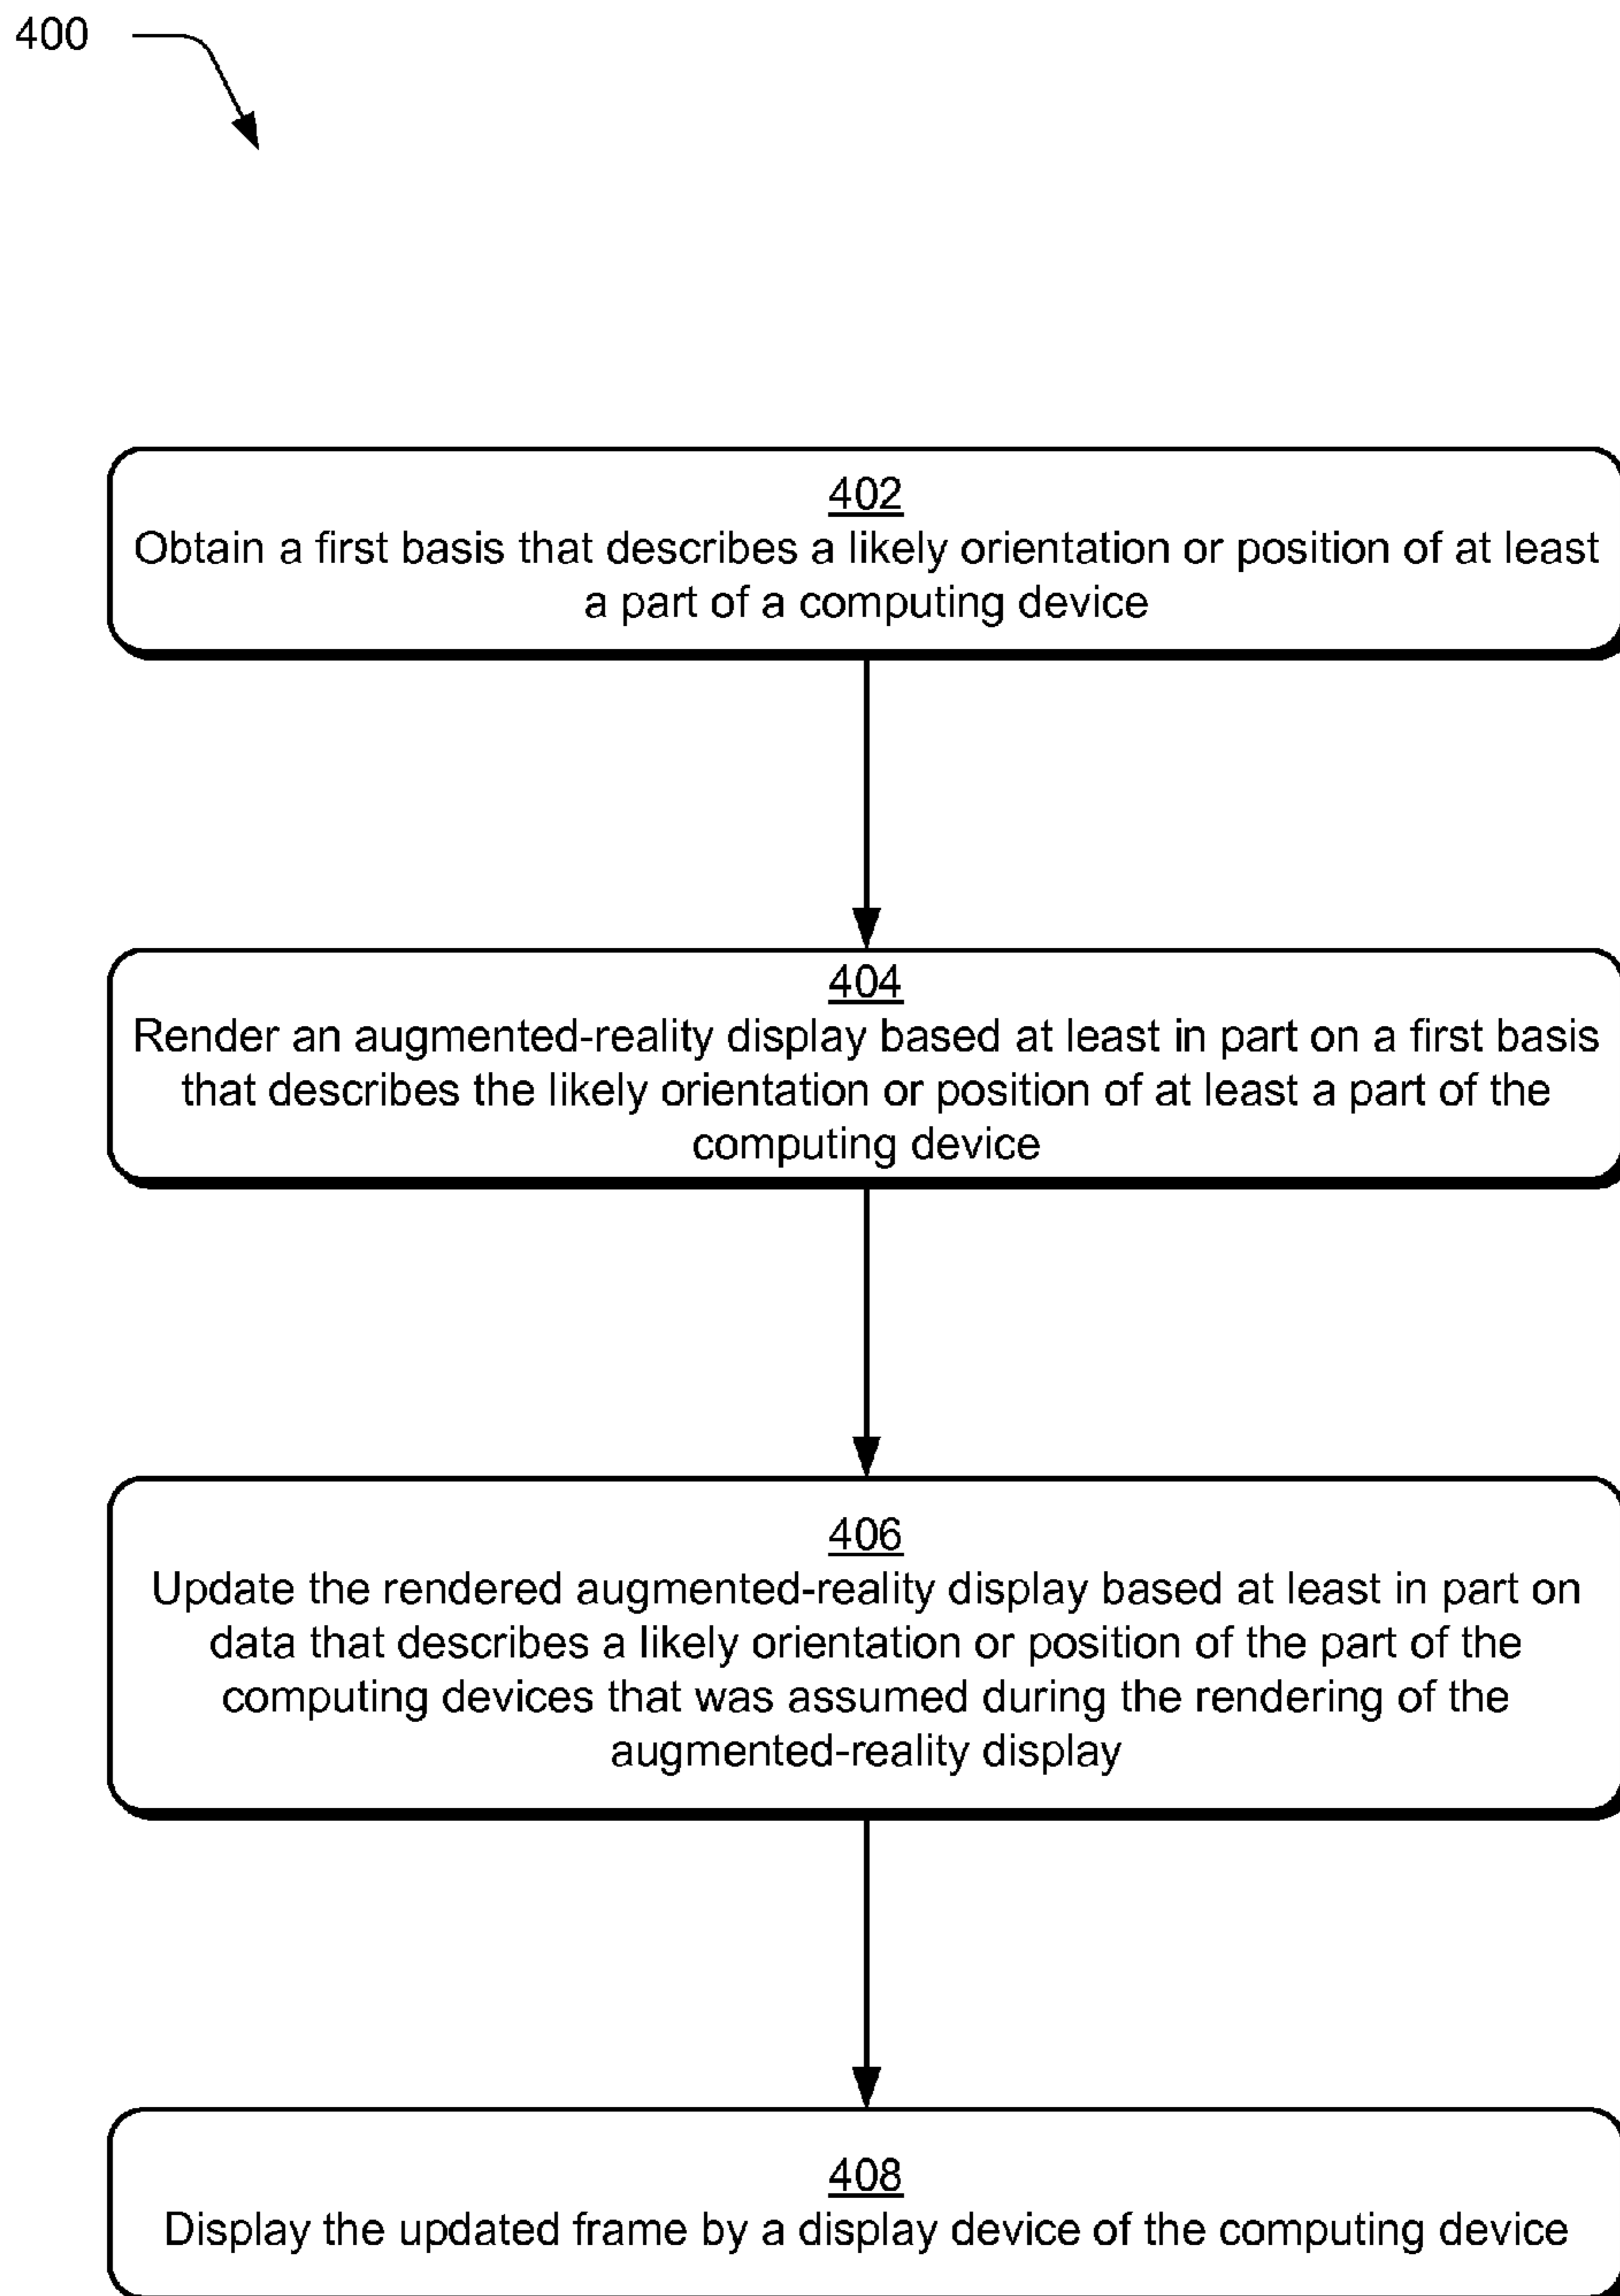 400
402
Obtain a first basis that describes a likely orientation or position of at least
a part of a computing device
404
Render an augmented-reality display based at least in part on a first basis
that describes the likely orientation or position of at least a part of the
computing device
406
Update the rendered augmented-reality display based at least in part on
data that describes a likely orientation or position of the part of the
computing devices that was assumed during the rendering of the
augmented-reality display
408
Display the updated frame by a display device of the computing device